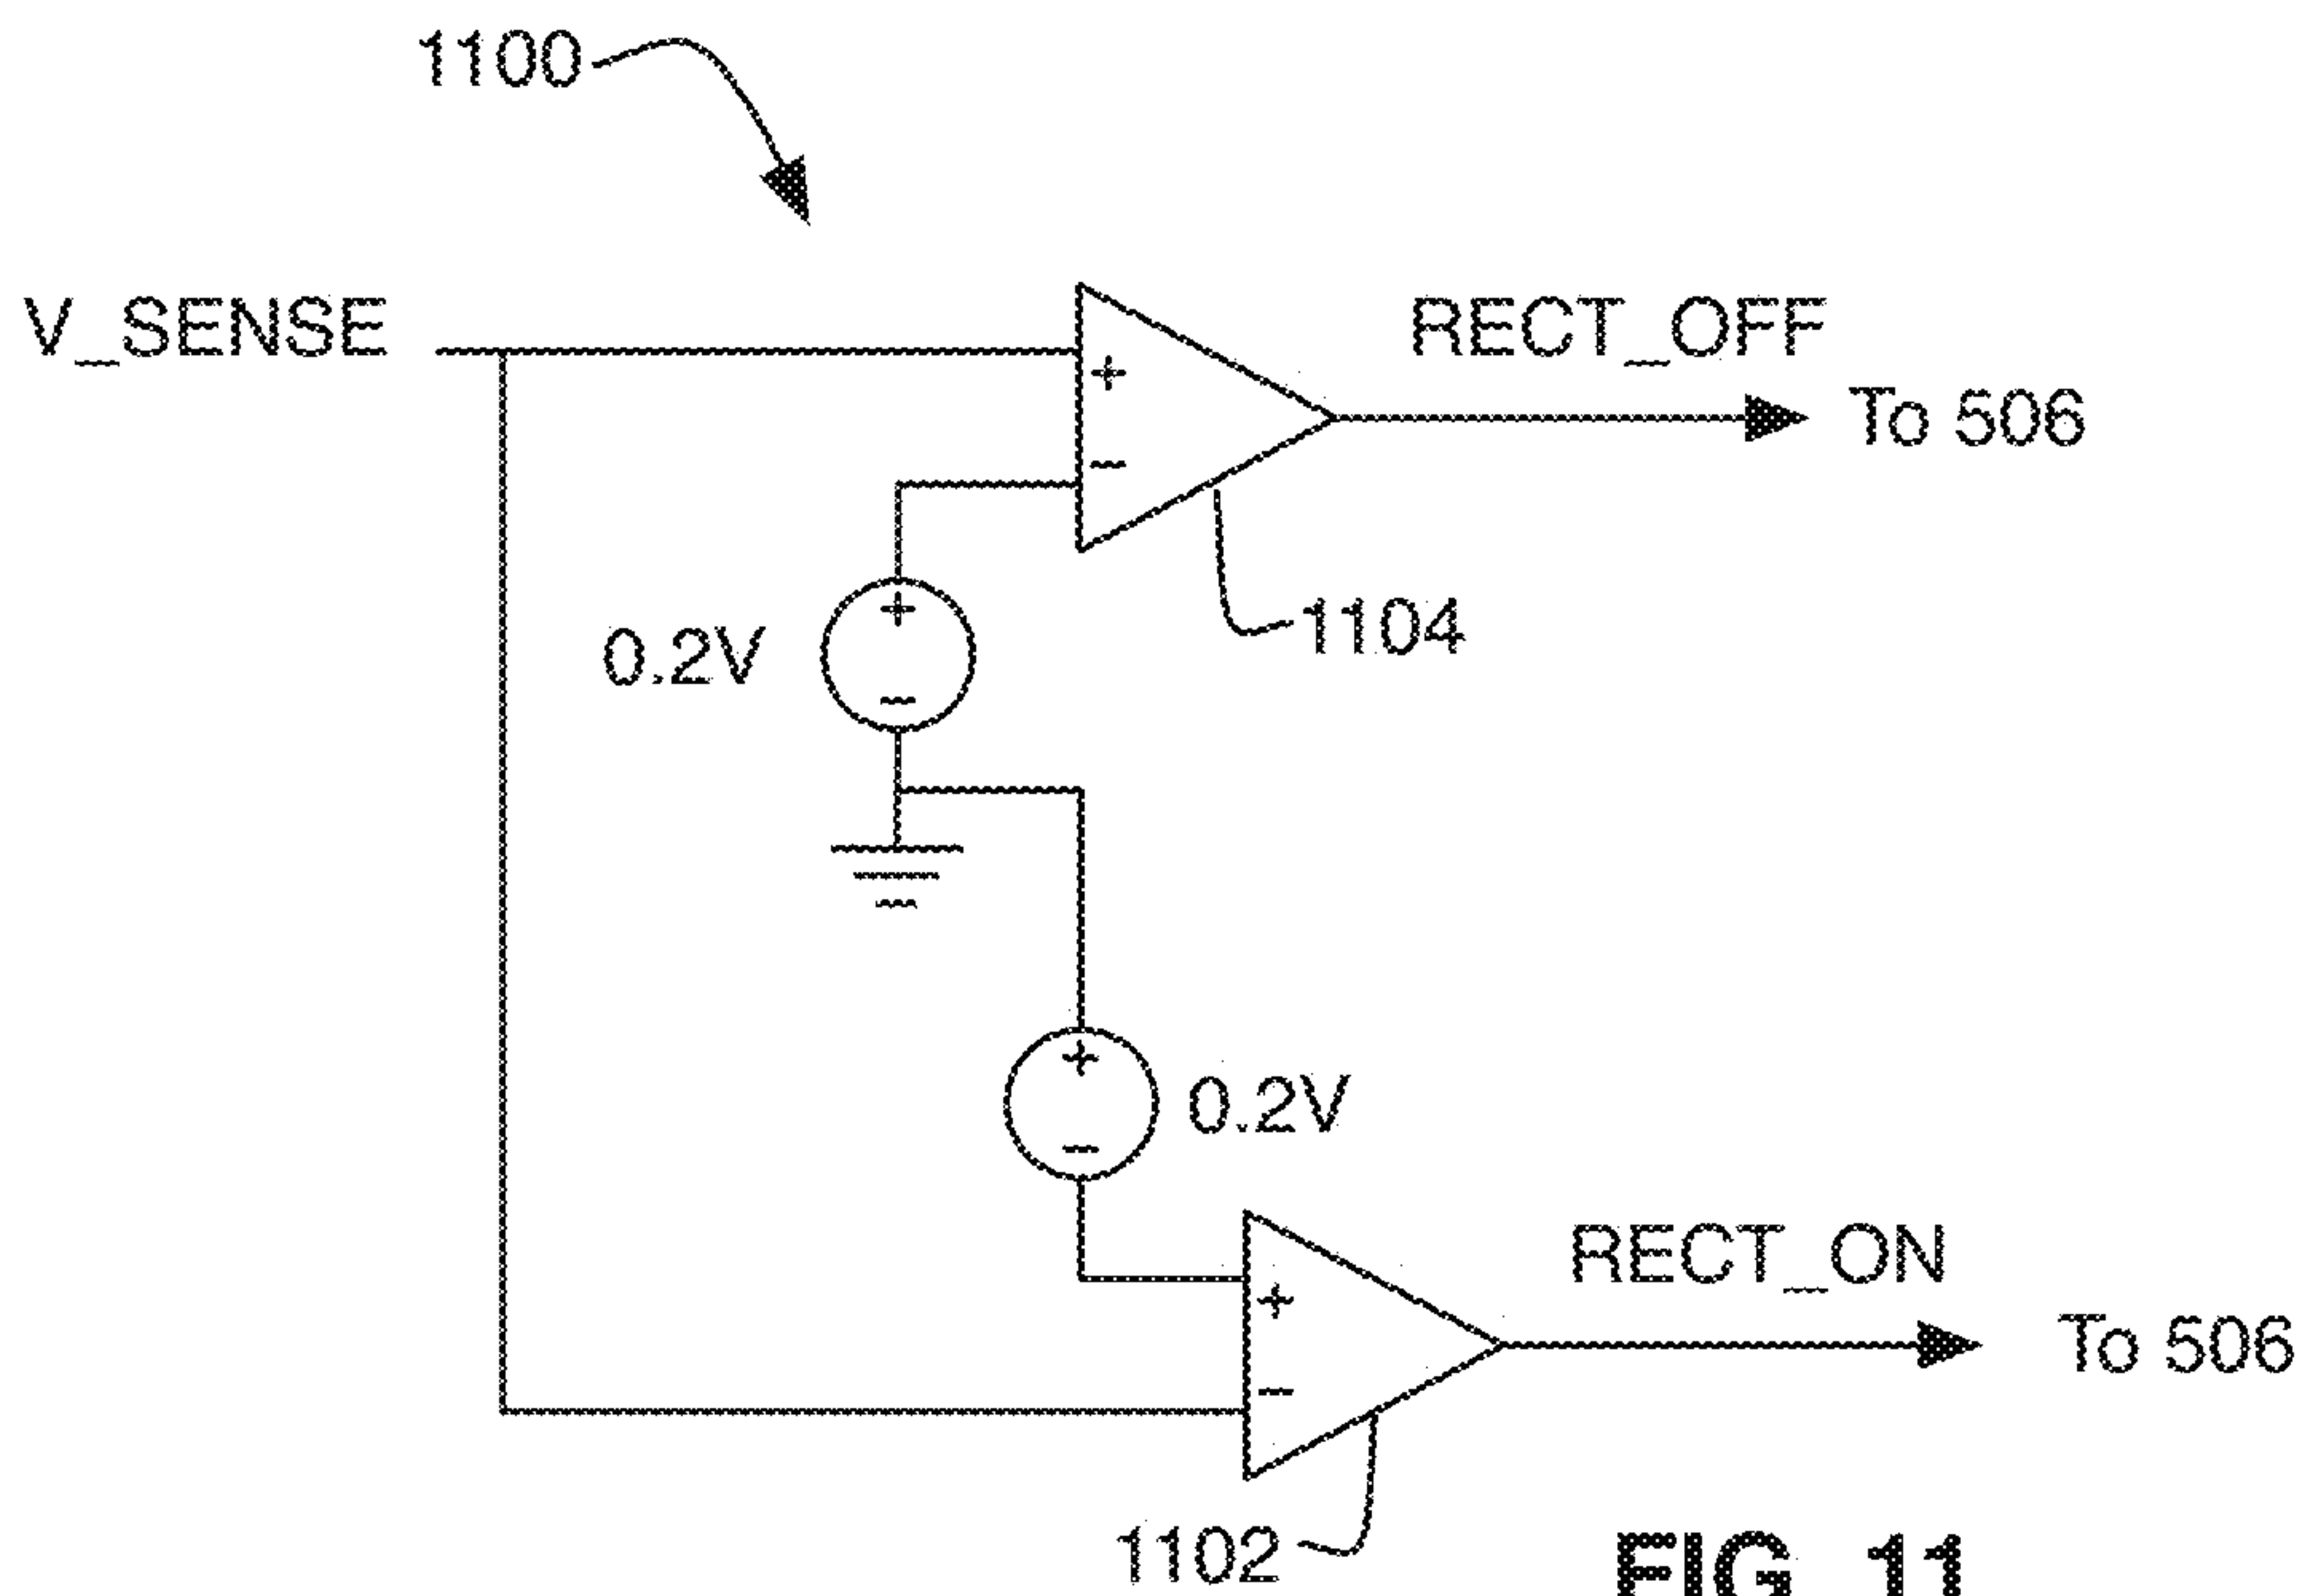 1100
V_SENSE
RECT_OFF
To 506
+
−
1104
0.2V
+
−
0.2V
+
−
RECT_ON
To 506
+
−
1102
FIG. 11